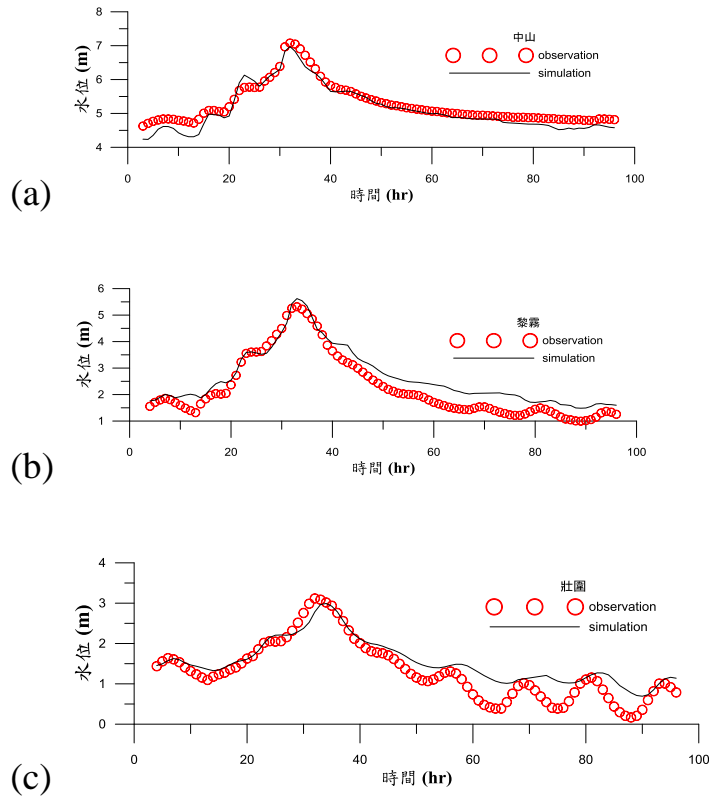 8
7
6
5
4
水位 (m)
中山
observation
simulation
0 20 40 60 80 100
時間 (hr)
(a)
6
5
4
3
2
1
水位 (m)
黎霧
observation
simulation
0 20 40 60 80 100
時間 (hr)
(b)
4
3
2
1
0
水位 (m)
壯圍
observation
simulation
0 20 40 60 80 100
時間 (hr)
(c)